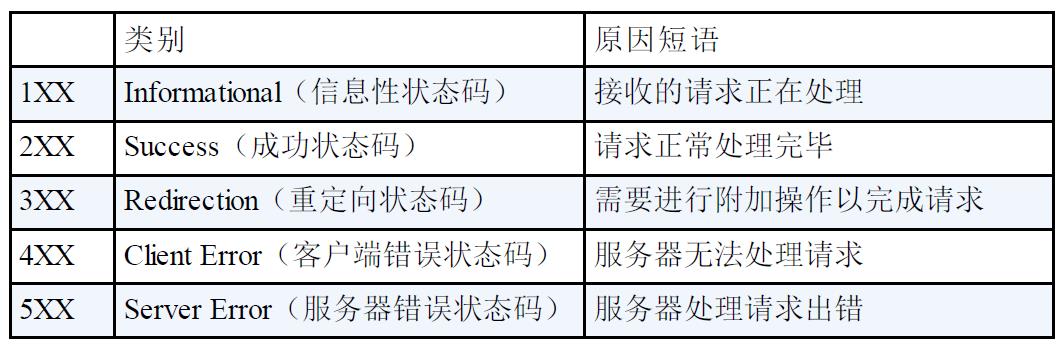 类别 原因短语
1XX Informational（信息性状态码） 接收的请求正在处理
2XX Success（成功状态码） 请求正常处理完毕
3XX Redirection（重定向状态码） 需要进行附加操作以完成请求
4XX Client Error（客户端错误状态码） 服务器无法处理请求
5XX Server Error（服务器错误状态码） 服务器处理请求出错